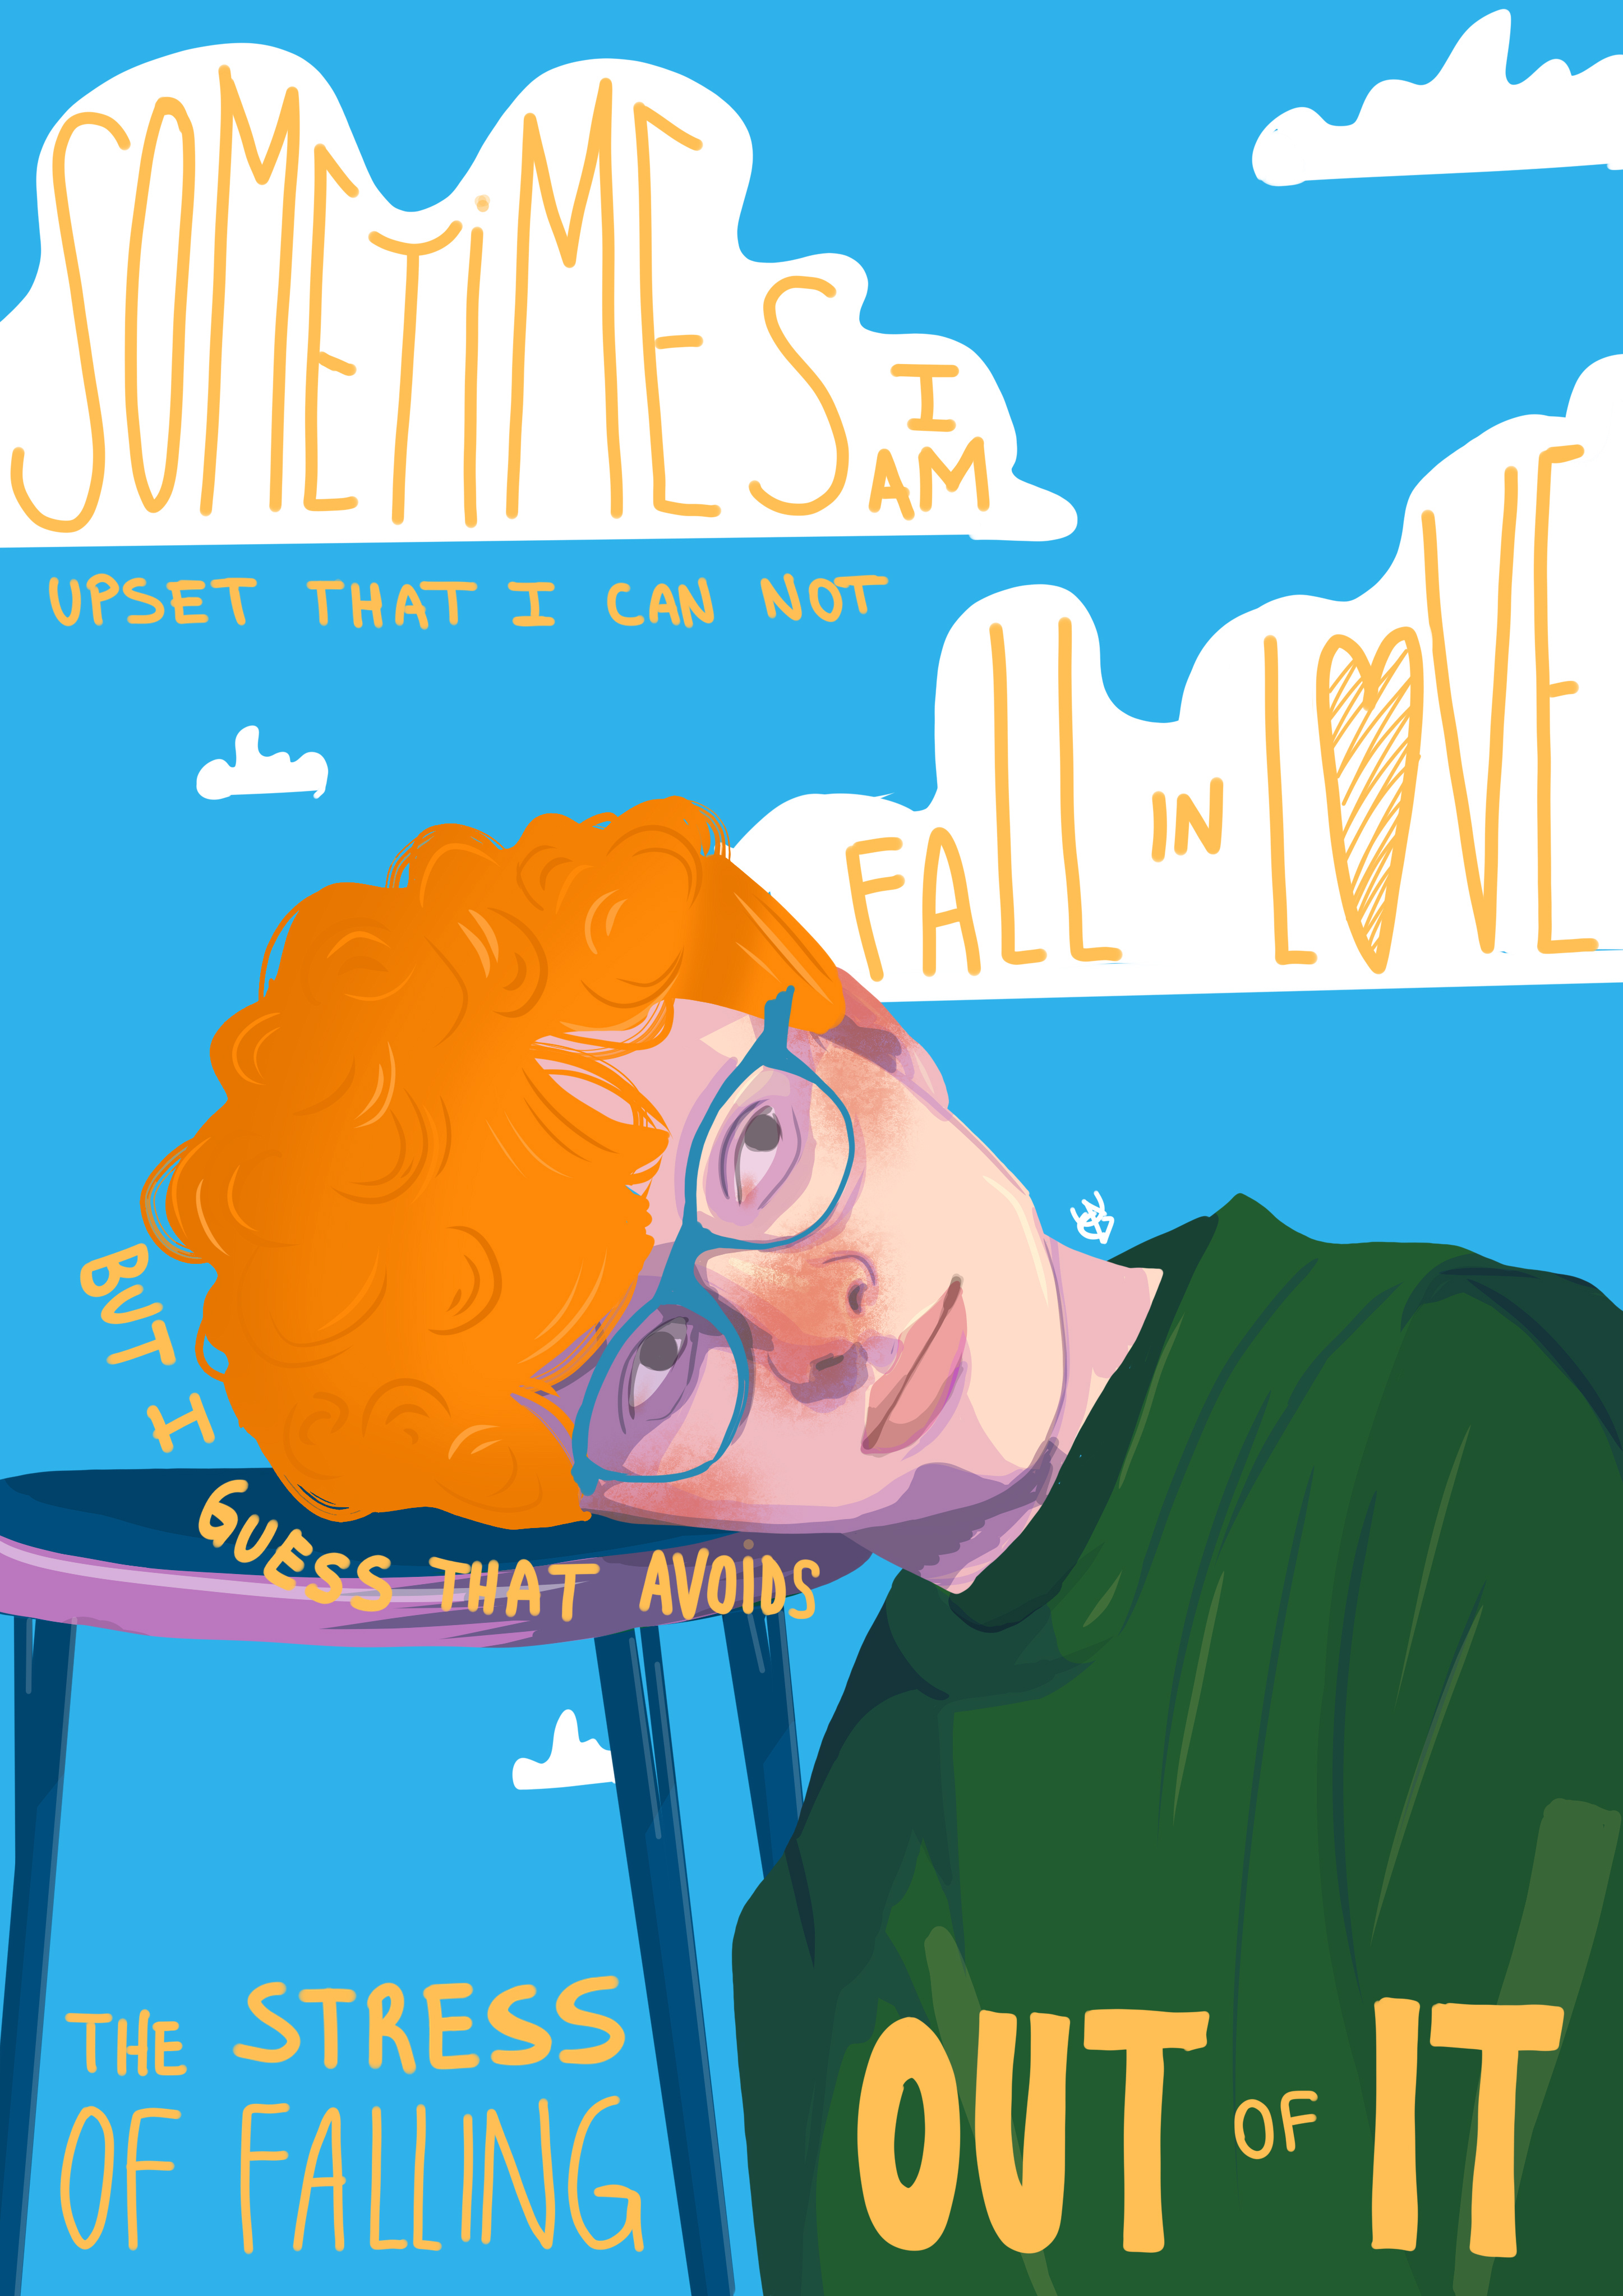 SOMETiMES I AM
UPSET THAT I CAN NOT
FALL IN LOVE
BUT I
GUESS THAT AVOiDS
THE STRESS
OF FALLING
OUT OF IT